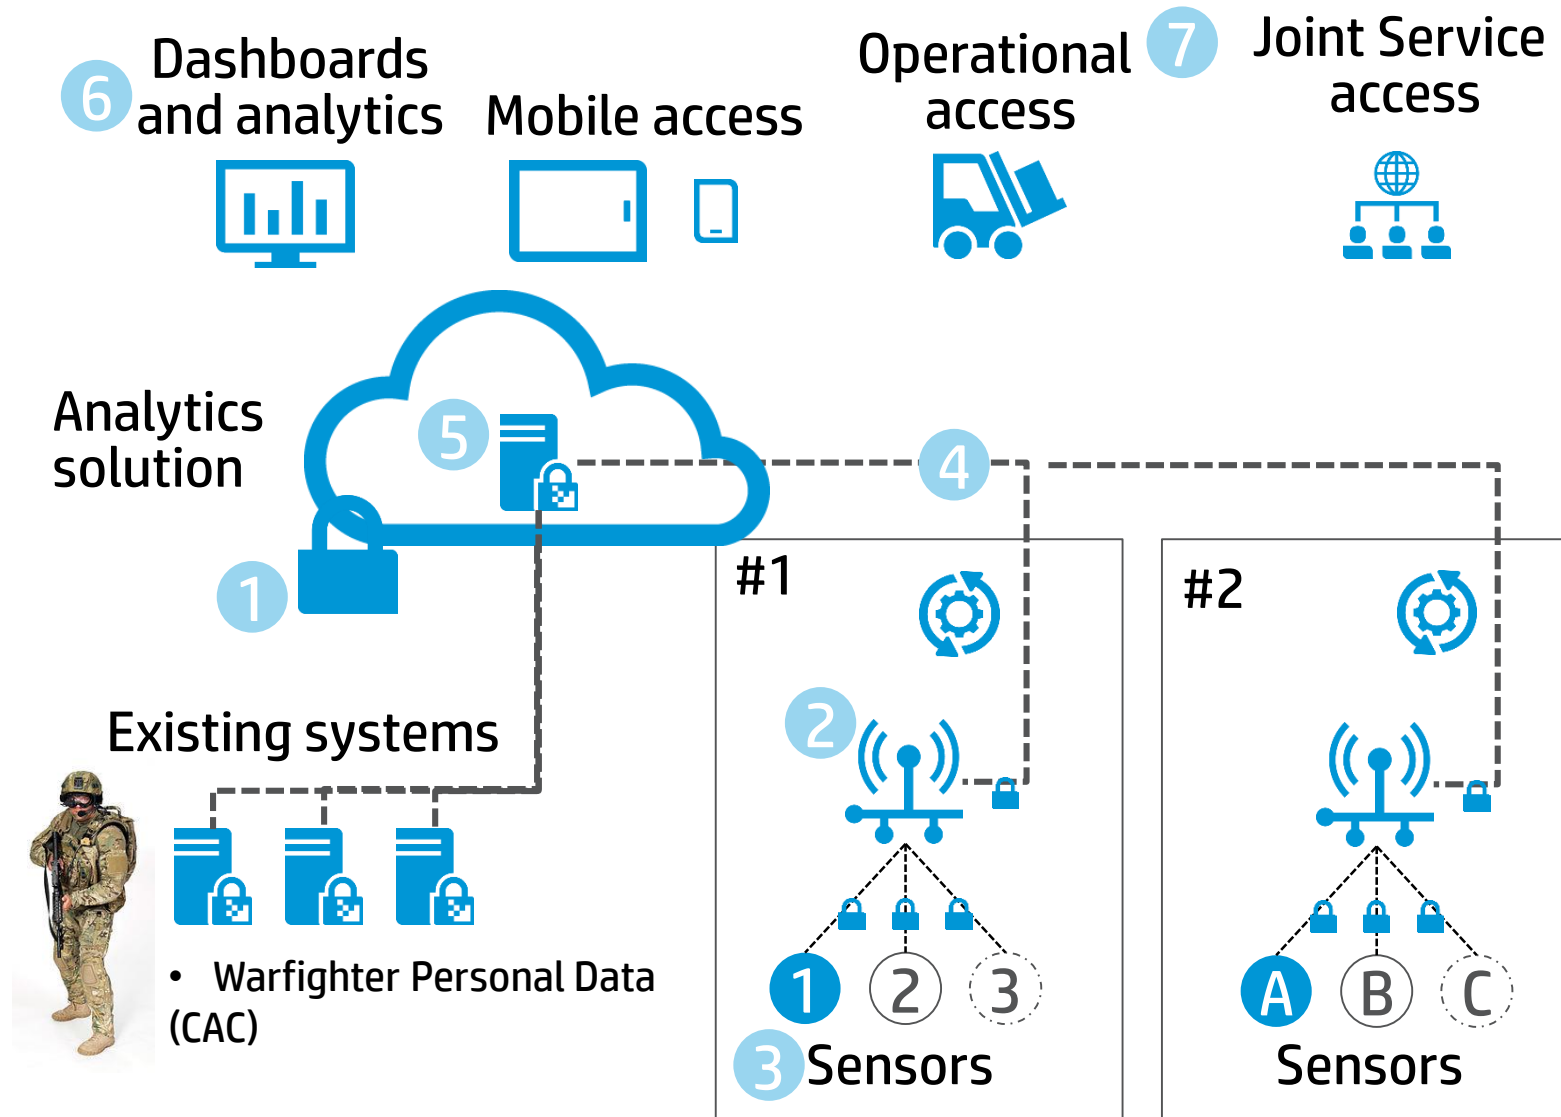 6
Dashboards
and analytics
Mobile access
Operational
access
7
Joint Service
access
Analytics
solution
5
4
1
#1
#2
2
Existing systems
• Warfighter Personal Data
(CAC)
1 2 3
A B C
3
Sensors
Sensors